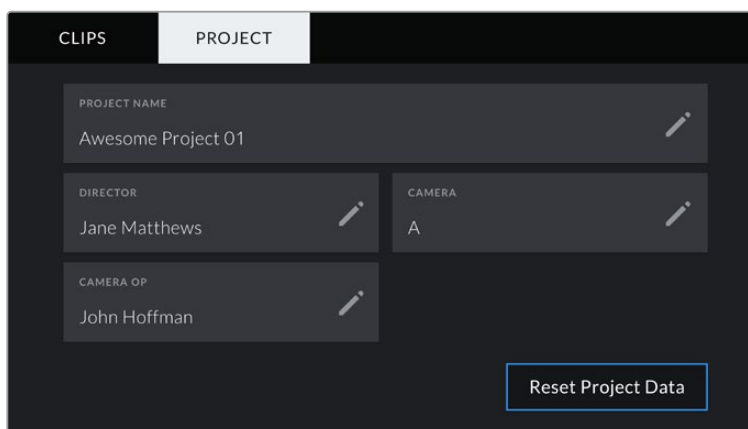 CLIPS PROJECT
PROJECT NAME
Awesome Project 01
DIRECTOR
Jane Matthews
CAMERA
A
CAMERA OP
John Hoffman
Reset Project Data